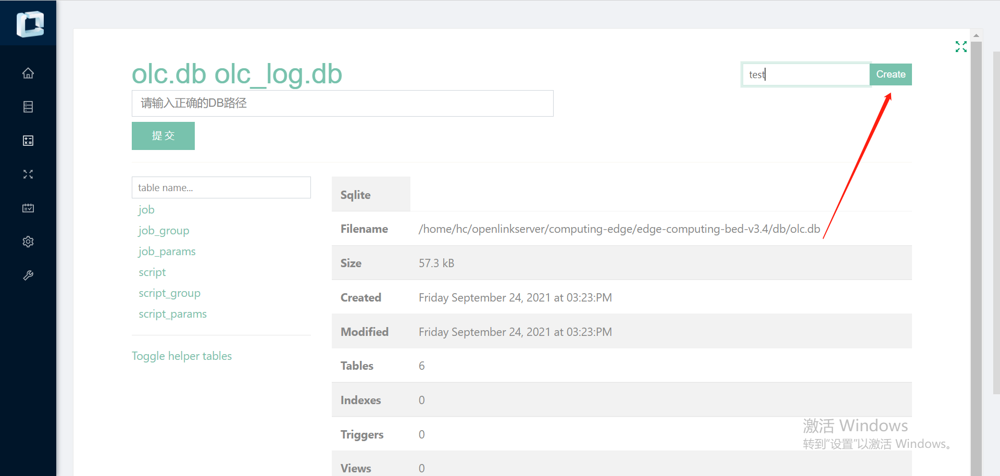 olc.db olc_log.db
test
Create
请输入正确的DB路径
提 交
table name...
job
job_group
job_params
script
script_group
script_params
Toggle helper tables
Sqlite
Filename /home/hc/openlinkserver/computing-edge/edge-computing-bed-v3.4/db/olc.db
Size 57.3 kB
Created Friday September 24, 2021 at 03:23:PM
Modified Friday September 24, 2021 at 03:23:PM
Tables 6
Indexes 0
Triggers 0
Views 0
激活 Windows
转到“设置”以激活 Windows。